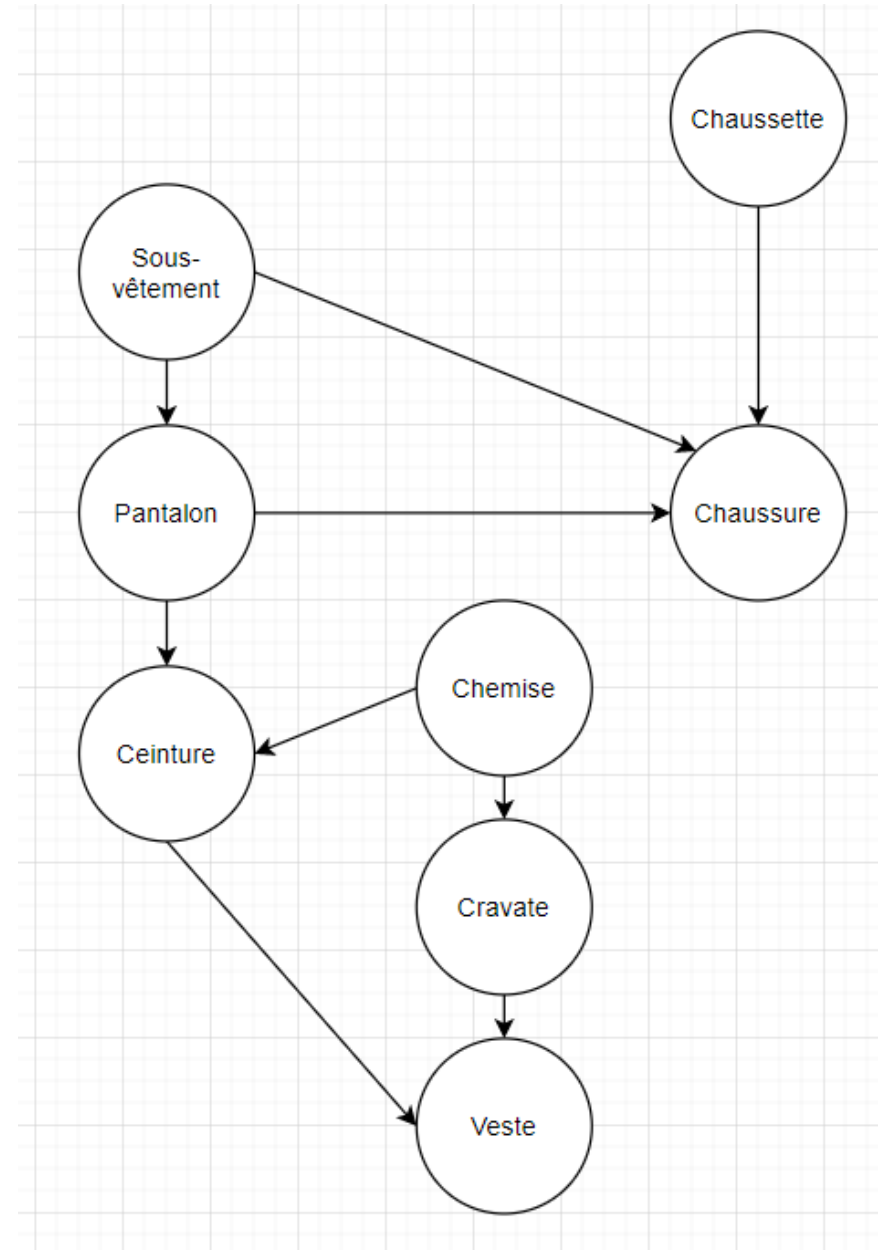 Chaussette
Sous-
vêtement
Pantalon
Chaussure
Chemise
Ceinture
Cravate
Veste